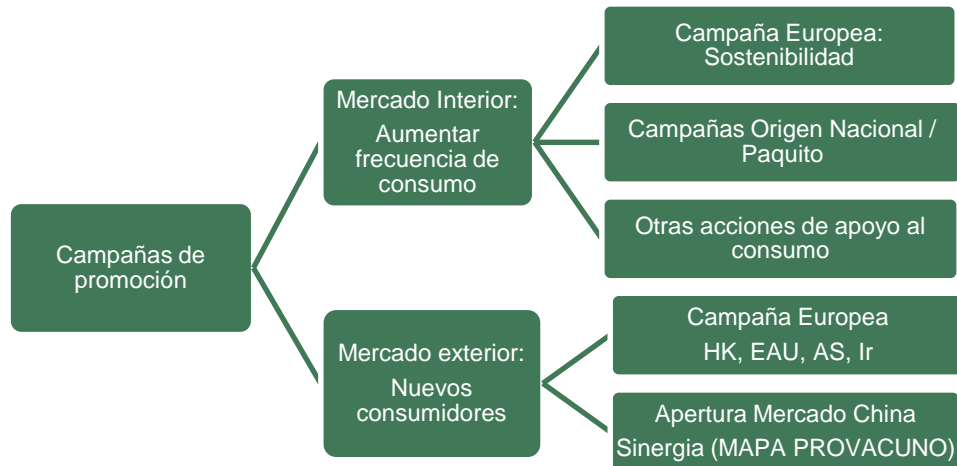 Campañas de
promoción
Mercado Interior:
Aumentar
frecuencia de
consumo
Campaña Europea:
Sostenibilidad
Campañas Origen Nacional /
Paquito
Otras acciones de apoyo al
consumo
Mercado exterior:
Nuevos
consumidores
Campaña Europea
HK, EAU, AS, Ir
Apertura Mercado China
Sinergia (MAPA PROVACUNO)